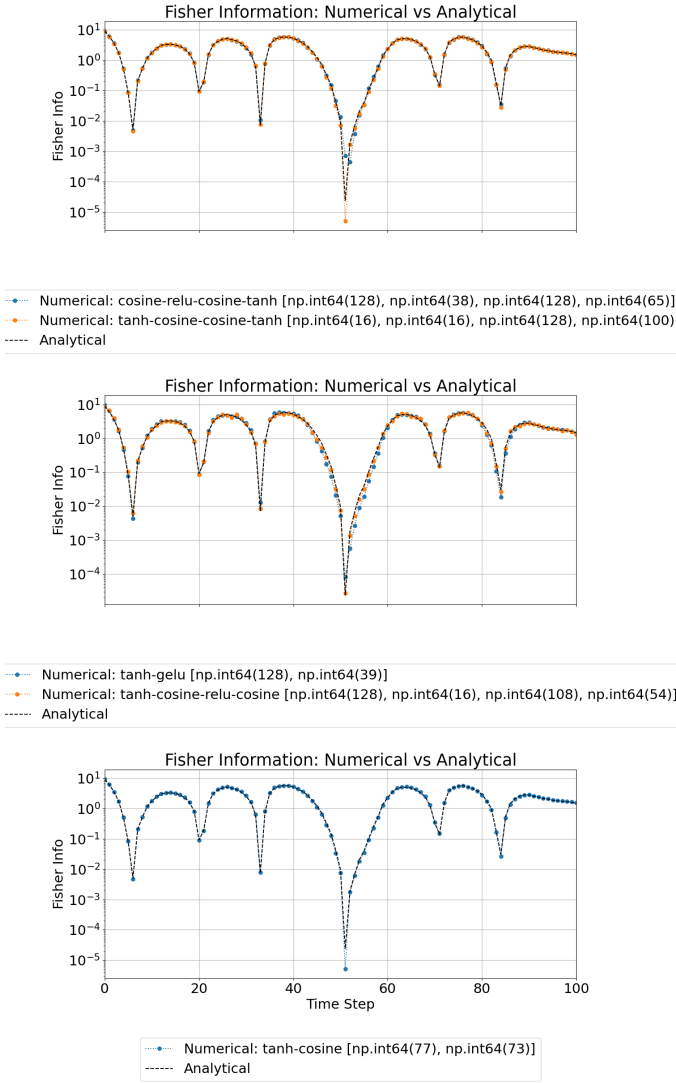 Fisher Information: Numerical vs Analytical
Fisher Info
10^1
10^0
10^-1
10^-2
10^-3
10^-4
10^-5
Numerical: cosine-relu-cosine-tanh [np.int64(128), np.int64(38), np.int64(128), np.int64(65)]
Numerical: tanh-cosine-cosine-tanh [np.int64(16), np.int64(16), np.int64(128), np.int64(100)
Analytical
Fisher Information: Numerical vs Analytical
Fisher Info
10^1
10^0
10^-1
10^-2
10^-3
10^-4
Numerical: tanh-gelu [np.int64(128), np.int64(39)]
Numerical: tanh-cosine-relu-cosine [np.int64(128), np.int64(16), np.int64(108), np.int64(54)]
Analytical
Fisher Information: Numerical vs Analytical
Fisher Info
10^1
10^0
10^-1
10^-2
10^-3
10^-4
10^-5
0 20 40 60 80 100
Time Step
Numerical: tanh-cosine [np.int64(77), np.int64(73)]
Analytical